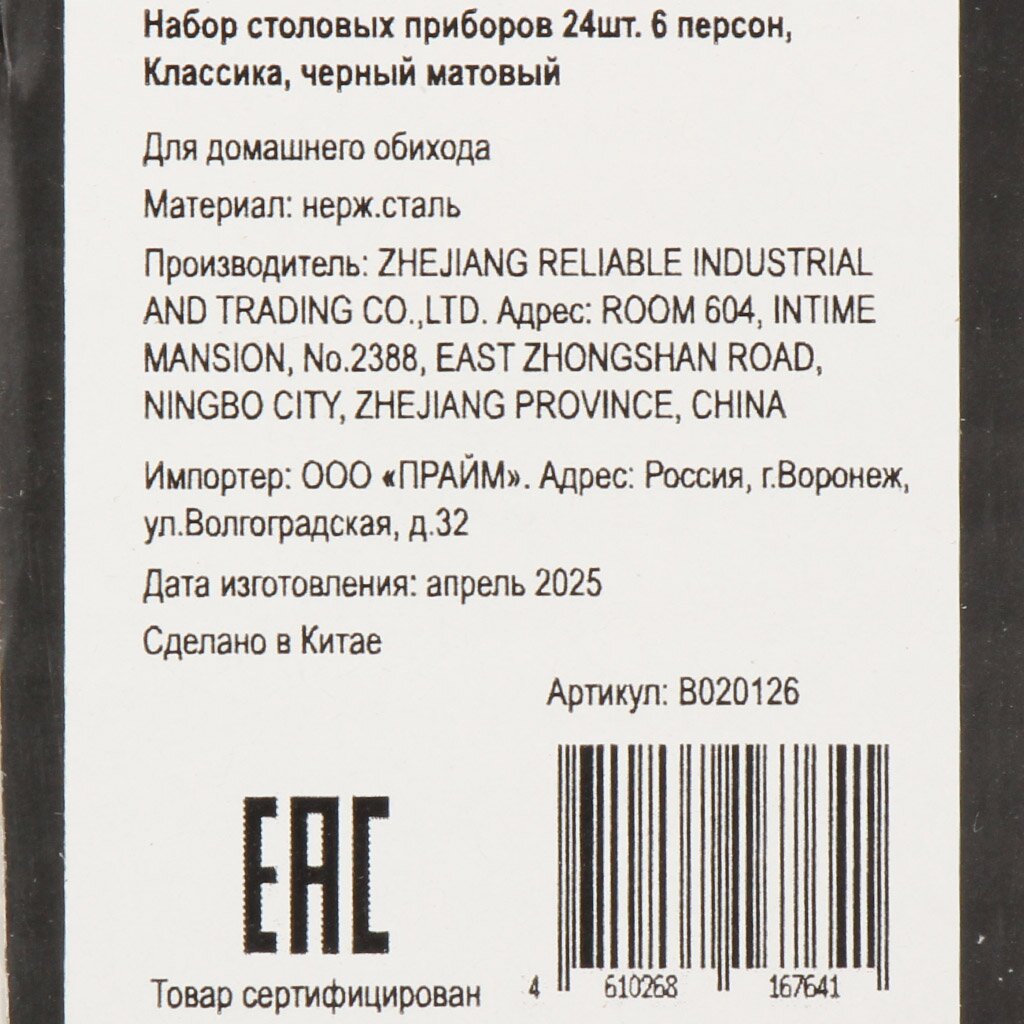 Набор столовых приборов 24шт. 6 персон,
Классика, черный матовый
Для домашнего обихода
Материал: нерж.сталь
Производитель: ZHEJIANG RELIABLE INDUSTRIAL
AND TRADING CO.,LTD. Адрес: ROOM 604, INTIME
MANSION, No.2388, EAST ZHONGSHAN ROAD,
NINGBO CITY, ZHEJIANG PROVINCE, CHINA
Импортер: ООО «ПРАЙМ». Адрес: Россия, г.Воронеж,
ул.Волгоградская, д.32
Дата изготовления: апрель 2025
Сделано в Китае
Артикул: B020126
EAC
Товар сертифицирован
4 610268 167641